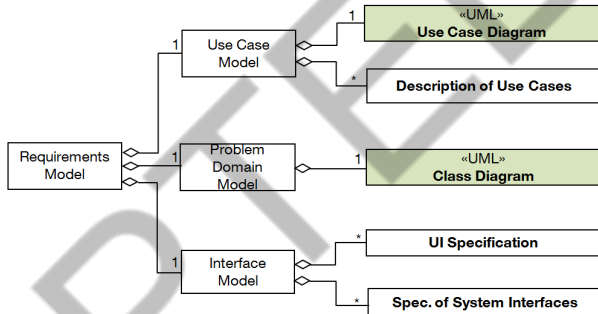 Requirements
Model
1
Use Case
Model
1
«UML»
Use Case Diagram
*
Description of Use Cases
1
Problem
Domain
Model
1
«UML»
Class Diagram
1
Interface
Model
*
UI Specification
*
Spec. of System Interfaces